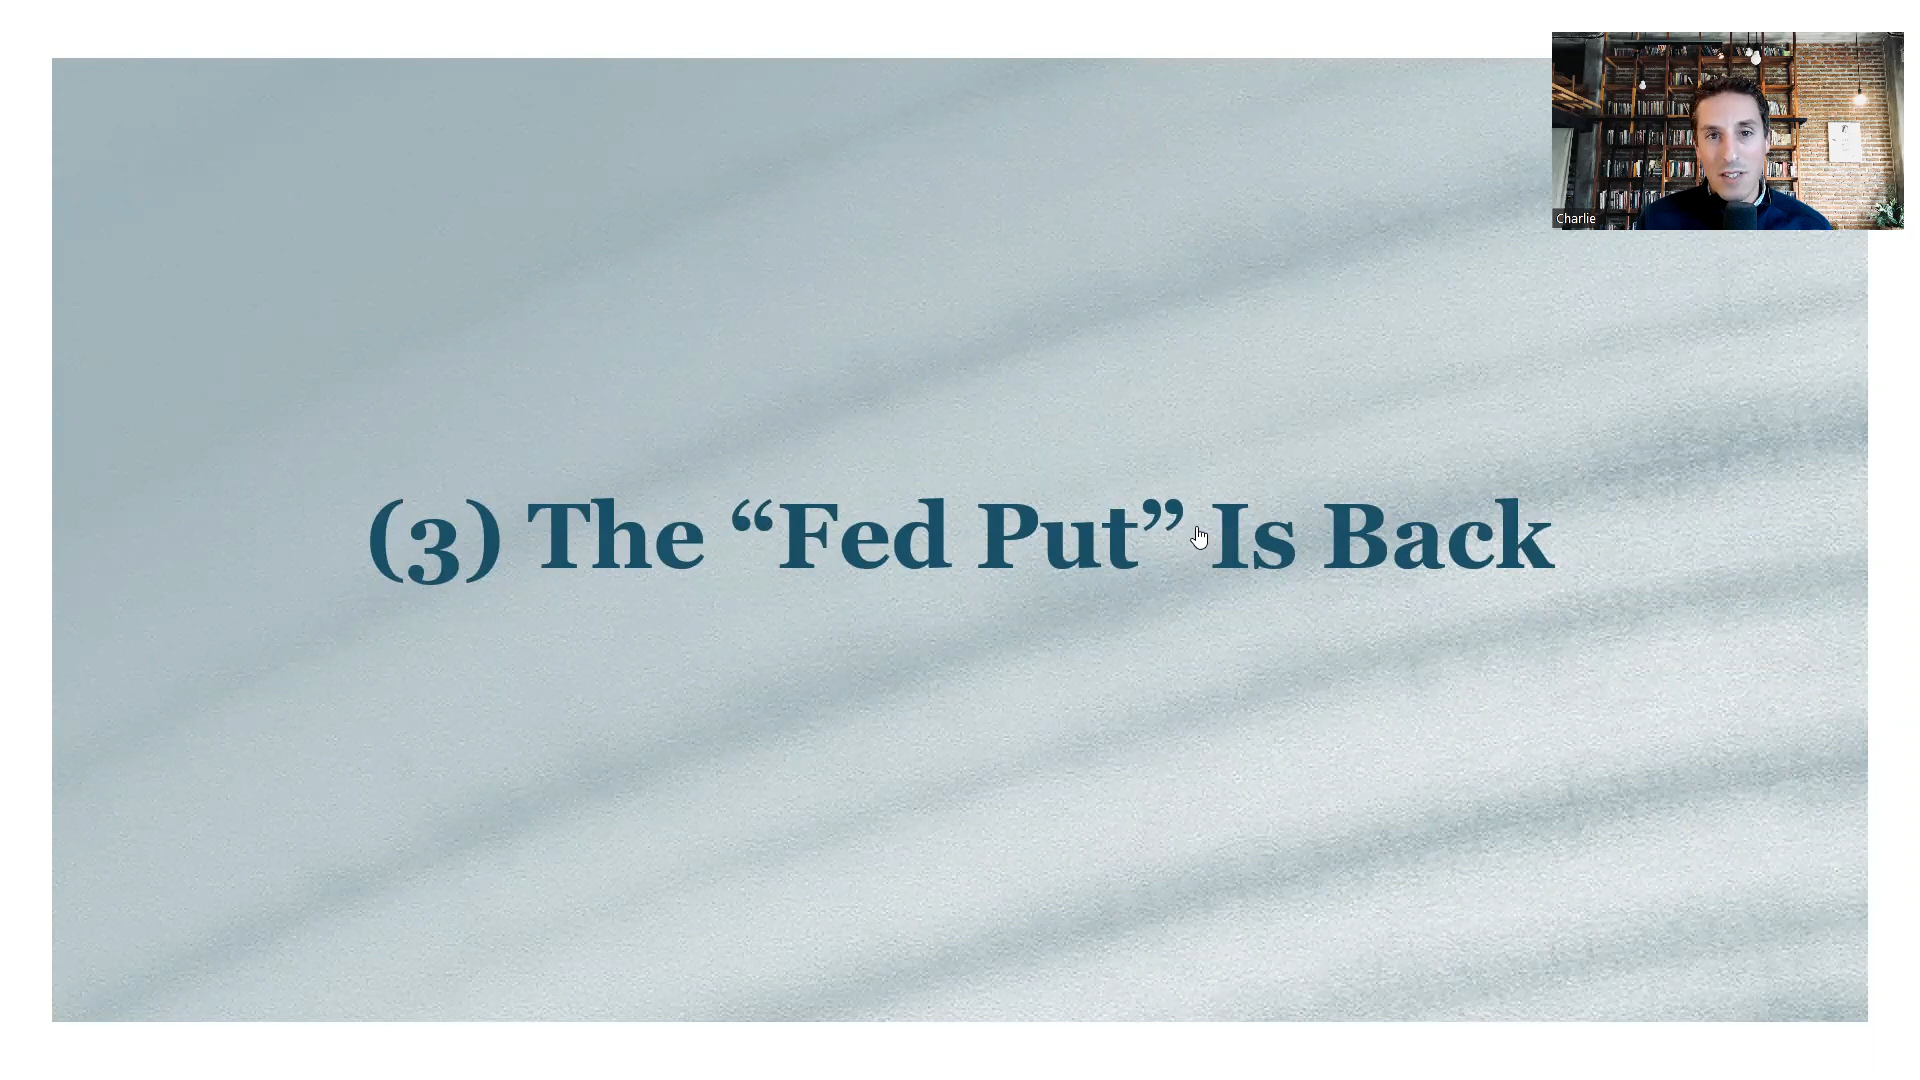 Charlie
(3) The “Fed Put” Is Back